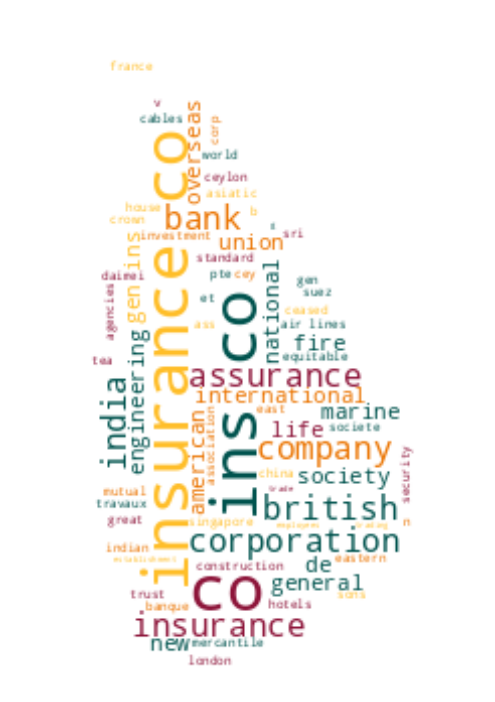 france
v
cables
overseas
corp
world
insurance co
ceylon
asiatic
house
crown
bank
b
investment
union
sri
gen ins
standard
daimei
pte
cey
national
gen
suez
et
ins co
agencies
ceased
ass
air lines
engineering
fire
equitable
tea
india
assurance
international
american
association
east
marine
life
societe
company
security
china
society
mutual
trade
travaux
british
great
singapore
employees
trading
n
corporation
indian
establishment
eastern
construction
de
co
general
trust
sons
banque
hotels
insurance
new
mercantile
london